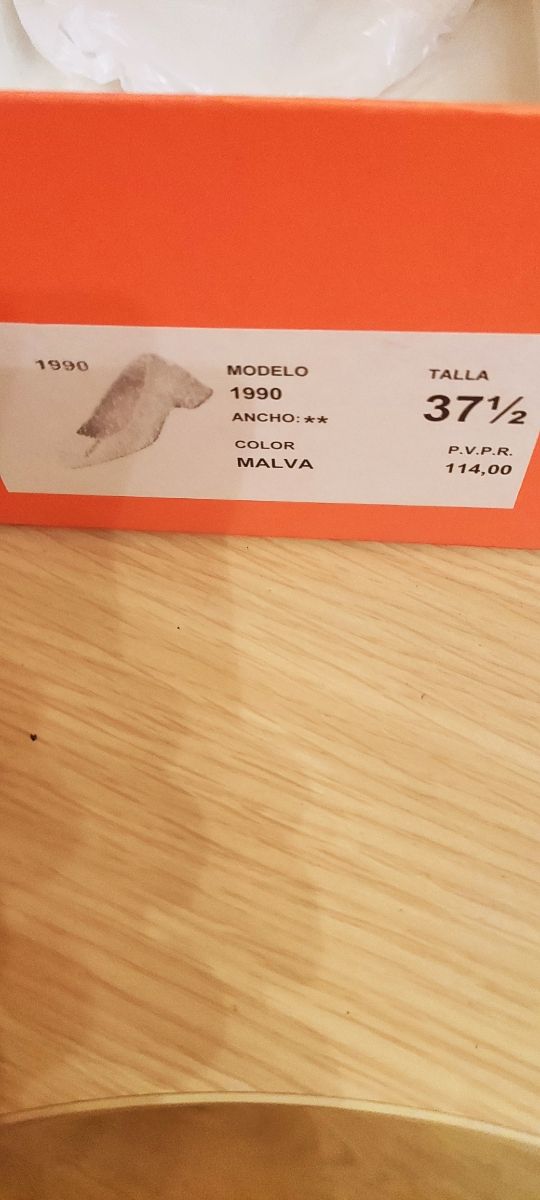 1990
MODELO
1990
ANCHO: **
COLOR
MALVA
TALLA
37½
P.V.P.R.
114,00